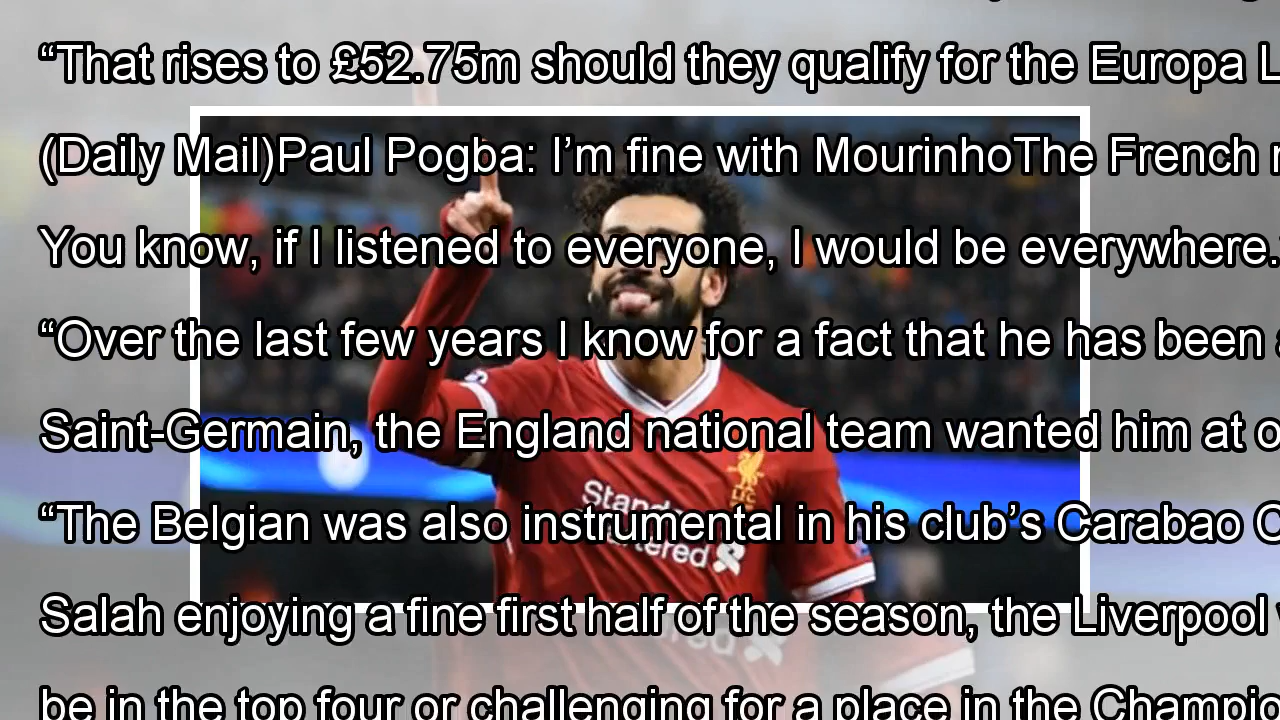 “That rises to £52.75m should they qualify for the Europa L
(Daily Mail)Paul Pogba: I’m fine with MourinhoThe French
You know, if I listened to everyone, I would be everywhere.
“Over the last few years I know for a fact that he has been
Saint-Germain, the England national team wanted him at o
“The Belgian was also instrumental in his club’s Carabao C
Salah enjoying a fine first half of the season, the Liverpool
be in the top four or challenging for a place in the Champio
LFC